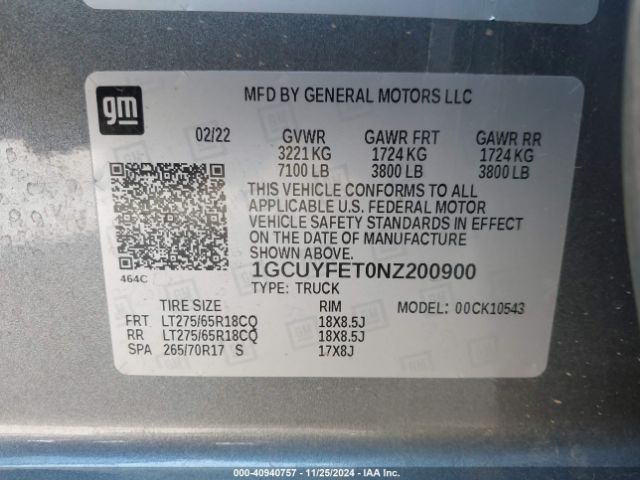 gm
MFD BY GENERAL MOTORS LLC
02/22 GVWR GAWR FRT GAWR RR
3221 KG 1724 KG 1724 KG
7100 LB 3800 LB 3800 LB
THIS VEHICLE CONFORMS TO ALL
APPLICABLE U.S. FEDERAL MOTOR
VEHICLE SAFETY STANDARDS IN EFFECT
ON THE DATE OF MANUFACTURE
SHOWN ABOVE.
464C
1GCUYFET0NZ200900
TYPE: TRUCK
TIRE SIZE RIM MODEL: 00CK10543
FRT LT275/65R18CQ 18X8.5J
RR LT275/65R18CQ 18X8.5J
SPA 265/70R17 S 17X8J
000-40940757 - 11/25/2024 - IAA Inc.